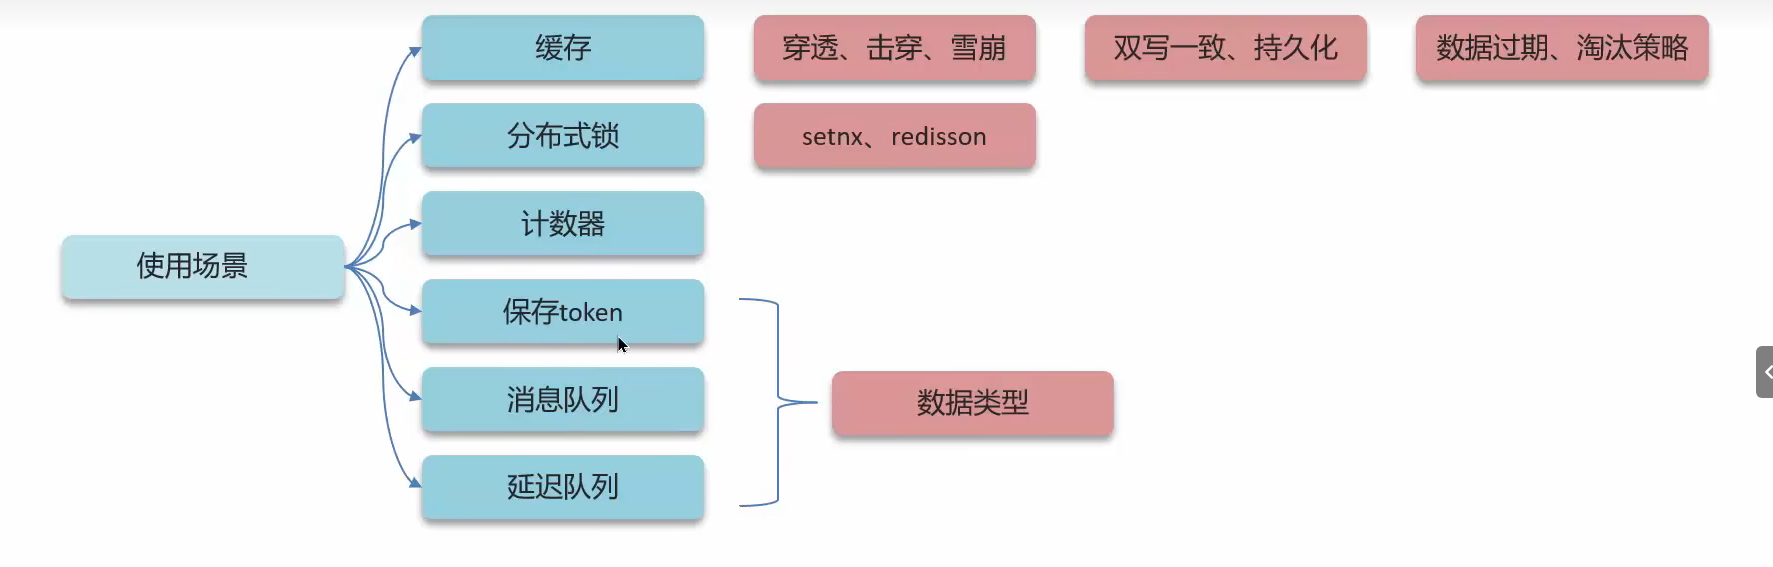 缓存
穿透、击穿、雪崩
双写一致、持久化
数据过期、淘汰策略
分布式锁
setnx、redisson
计数器
使用场景
保存token
消息队列
数据类型
延迟队列